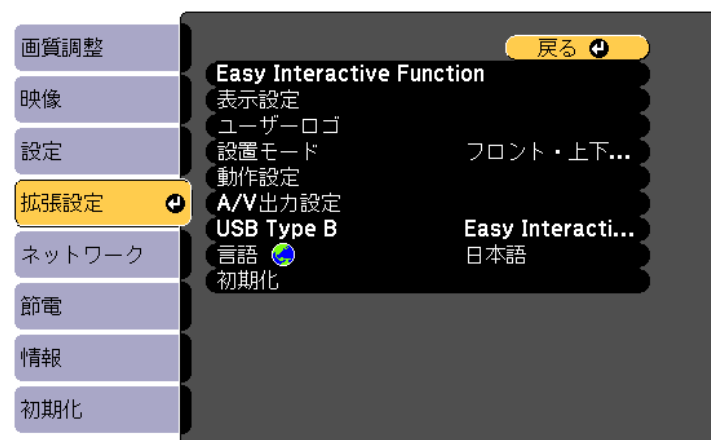 画質調整
映像
設定
拡張設定
ネットワーク
節電
情報
初期化
戻る
Easy Interactive Function
表示設定
ユーザーロゴ
設置モード フロント・上下...
動作設定
A/V出力設定
USB Type B Easy Interacti...
言語 日本語
初期化